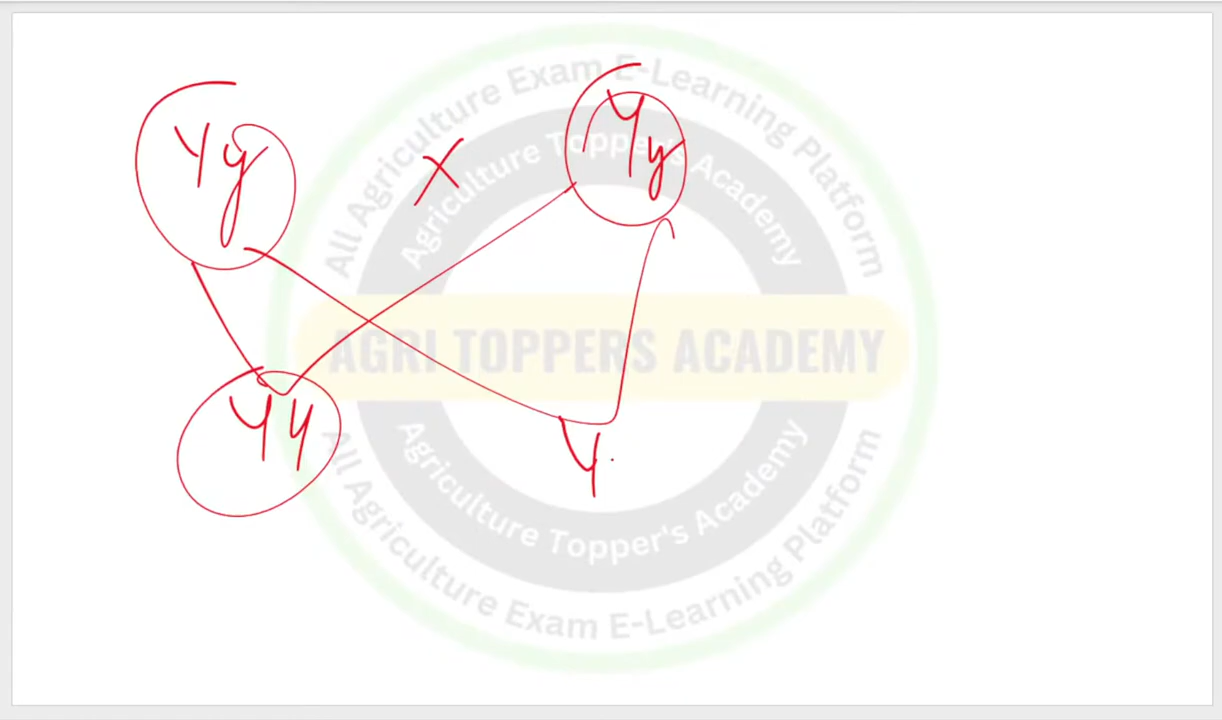 Yy X Yy
YY Y.
All Agriculture Exam E-Learning Platform
Agriculture Topper's Academy
AGRI TOPPERS ACADEMY
Agriculture Topper's Academy
All Agriculture Exam E-Learning Platform